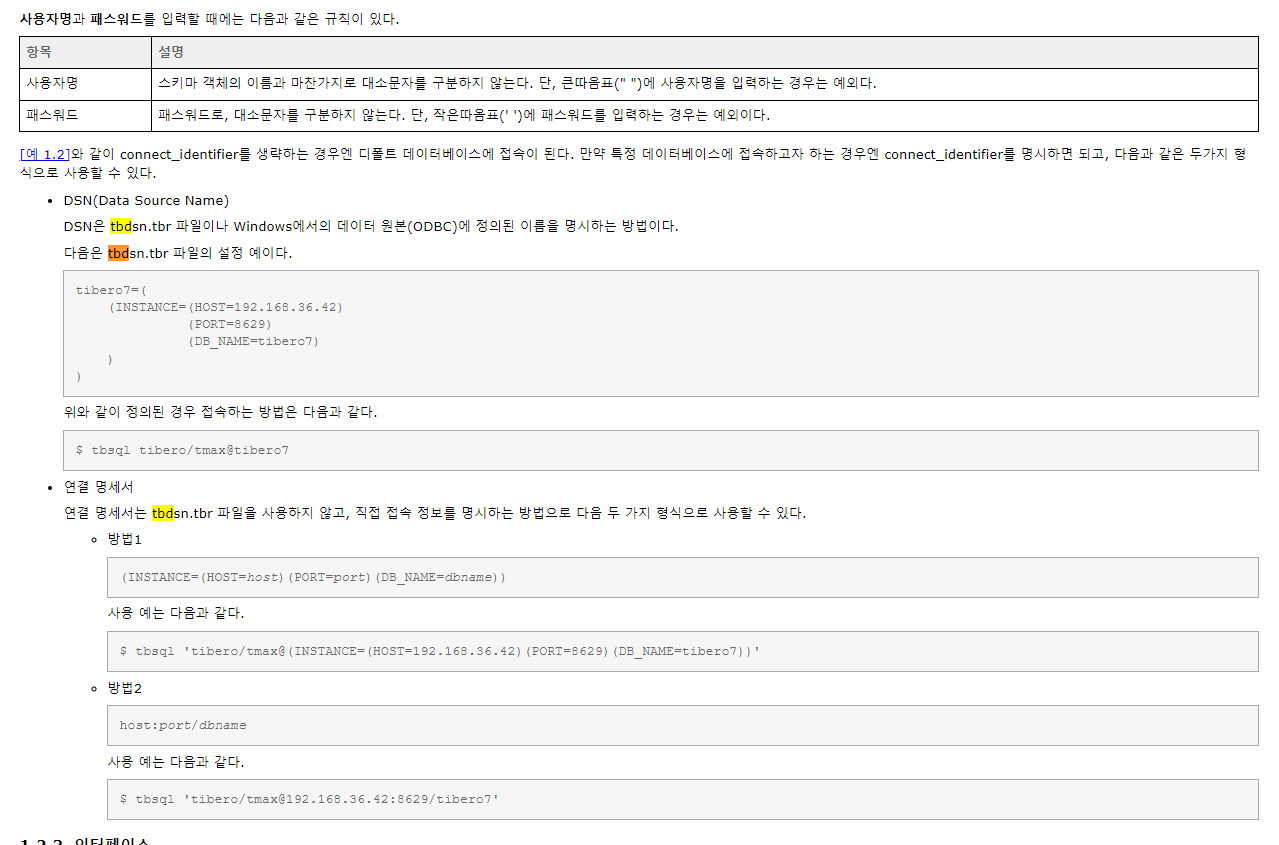 사용자명과 패스워드를 입력할 때에는 다음과 같은 규칙이 있다.
항목 설명
사용자명 스키마 객체의 이름과 마찬가지로 대소문자를 구분하지 않는다. 단, 큰따옴표(" ")에 사용자명을 입력하는 경우는 예외다.
패스워드 패스워드로, 대소문자를 구분하지 않는다. 단, 작은따옴표(' ')에 패스워드를 입력하는 경우는 예외이다.
[예 1.2]와 같이 connect_identifier를 생략하는 경우엔 디폴트 데이터베이스에 접속이 된다. 만약 특정 데이터베이스에 접속하고자 하는 경우엔 connect_identifier를 명시하면 되고, 다음과 같은 두가지 형
식으로 사용할 수 있다.
• DSN(Data Source Name)
DSN은 tbdsn.tbr 파일이나 Windows에서의 데이터 원본(ODBC)에 정의된 이름을 명시하는 방법이다.
다음은 tbdsn.tbr 파일의 설정 예이다.
tibero7=(
(INSTANCE=(HOST=192.168.36.42)
(PORT=8629)
(DB_NAME=tibero7)
)
)
위와 같이 정의된 경우 접속하는 방법은 다음과 같다.
$ tbsql tibero/tmax@tibero7
• 연결 명세서
연결 명세서는 tbdsn.tbr 파일을 사용하지 않고, 직접 접속 정보를 명시하는 방법으로 다음 두 가지 형식으로 사용할 수 있다.
◦ 방법1
(INSTANCE=(HOST=host)(PORT=port)(DB_NAME=dbname))
사용 예는 다음과 같다.
$ tbsql 'tibero/tmax@(INSTANCE=(HOST=192.168.36.42)(PORT=8629)(DB_NAME=tibero7))'
◦ 방법2
host:port/dbname
사용 예는 다음과 같다.
$ tbsql 'tibero/tmax@192.168.36.42:8629/tibero7'
인터페이스